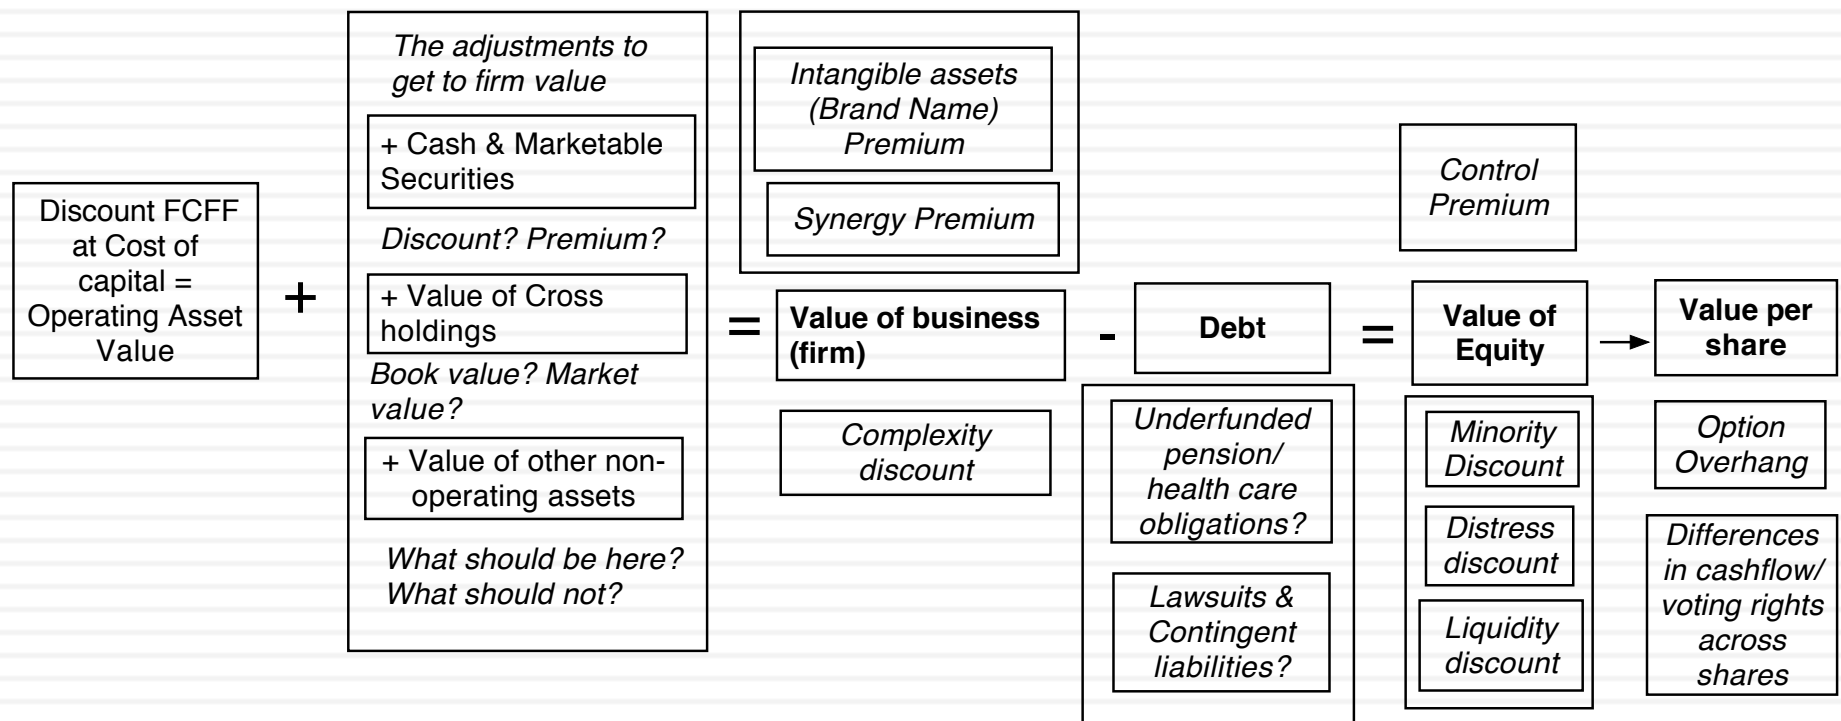 Discount FCFF
at Cost of
capital =
Operating Asset
Value
+
The adjustments to
get to firm value
+ Cash & Marketable
Securities
Discount? Premium?
+ Value of Cross
holdings
Book value? Market
value?
+ Value of other non-
operating assets
What should be here?
What should not?
=
Intangible assets
(Brand Name)
Premium
Synergy Premium
Value of business
(firm)
Complexity
discount
-
Debt
Underfunded
pension/
health care
obligations?
Lawsuits &
Contingent
liabilities?
=
Control
Premium
Value of
Equity
Minority
Discount
Distress
discount
Liquidity
discount
Value per
share
Option
Overhang
Differences
in cashflow/
voting rights
across
shares